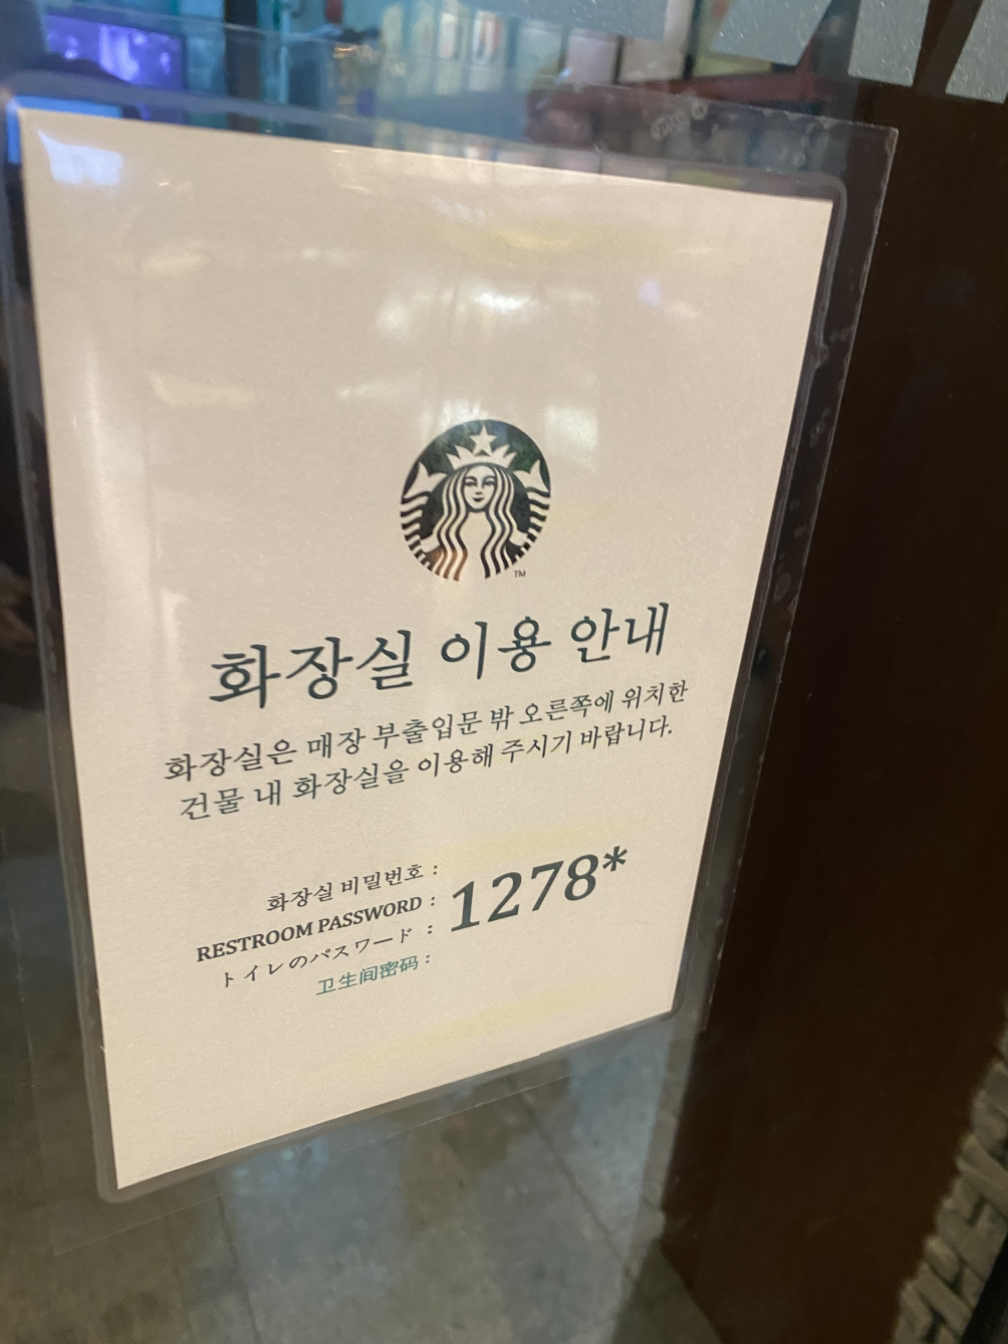 TM
화장실 이용 안내
화장실은 매장 부출입문 밖 오른쪽에 위치한
건물 내 화장실을 이용해 주시기 바랍니다.
화장실 비밀번호 :
RESTROOM PASSWORD :
トイレのパスワード :
卫生间密码 :
1278*